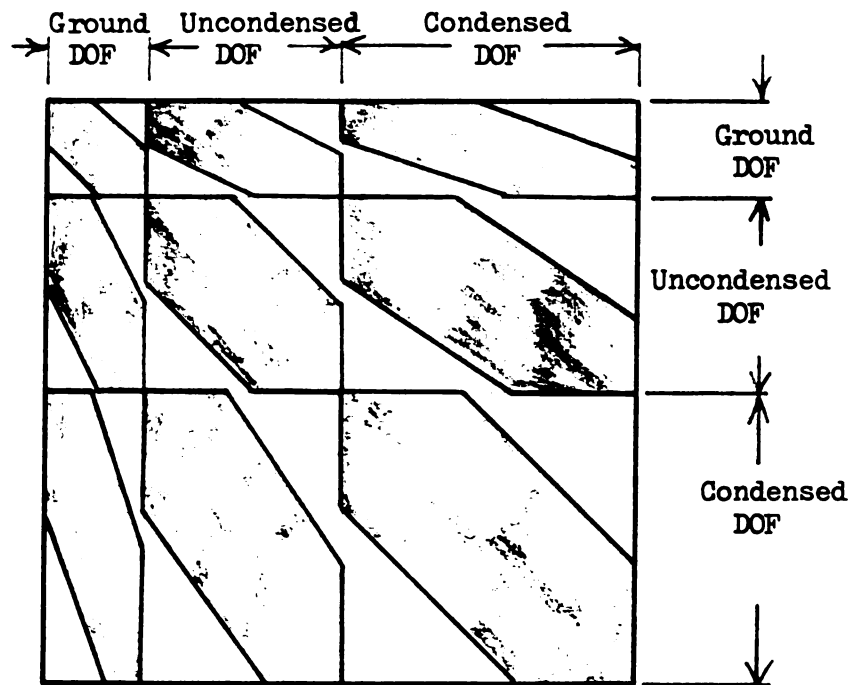 Ground
DOF
Uncondensed
DOF
Condensed
DOF
Ground
DOF
Uncondensed
DOF
Condensed
DOF